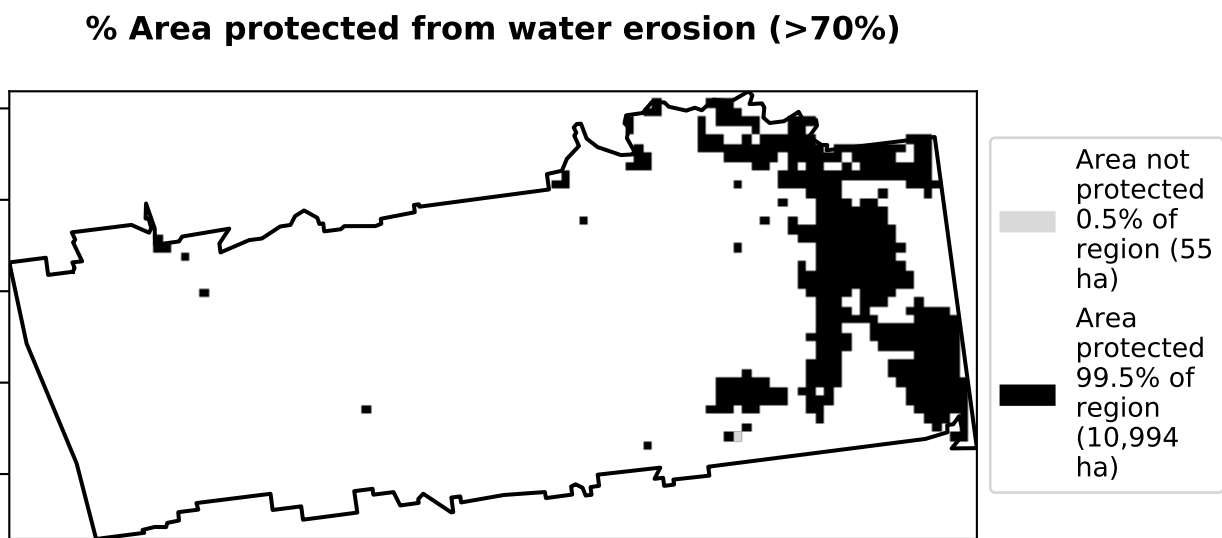 % Area protected from water erosion (>70%)
Area not
protected
0.5% of
region (55
ha)
Area
protected
99.5% of
region
(10,994
ha)